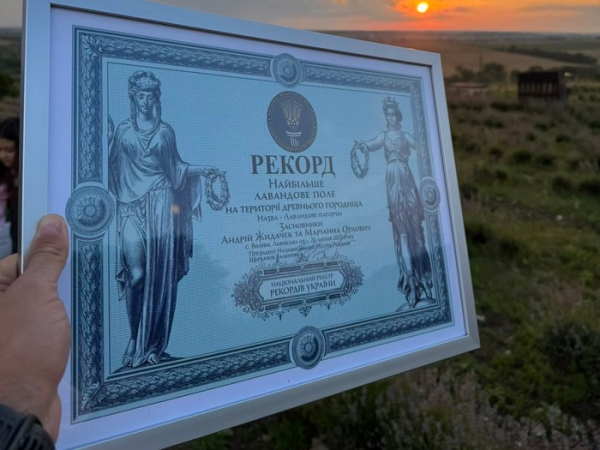 РЕКОРД
НАЙБІЛЬШЕ
ЛАВАНДОВЕ ПОЛЕ
НА ТЕРИТОРІЇ ДРЕВНЬОГО ГОРОДИЩА
НАЗВА - ЛАВАНДОВІ ПАГОРБИ
ЗАСНОВНИКИ
АНДРІЙ ЖИДАЧЕК ТА МАРІАННА ОРЛОВИЧ
НАЦІОНАЛЬНИЙ РЕЄСТР
РЕКОРДІВ УКРАЇНИ